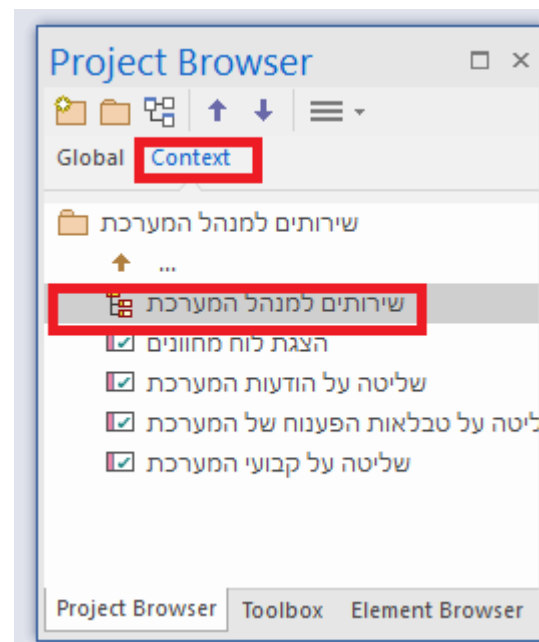 Project Browser
Global Context
שירותים למנהל המערכת
...
שירותים למנהל המערכת
הצגת לוח מחוונים
שליטה על הודעות המערכת
ליטה על טבלאות הפענוח של המערכת
שליטה על קבועי המערכת
Project Browser Toolbox Element Browser